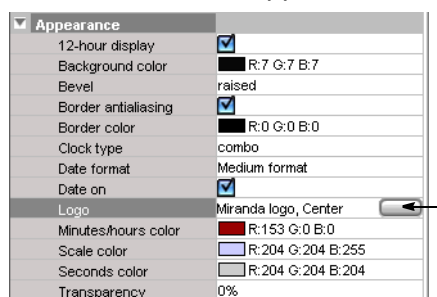 Appearance
12-hour display
Background color R:7 G:7 B:7
Bevel raised
Border antialiasing
Border color R:0 G:0 B:0
Clock type combo
Date format Medium format
Date on
Logo Miranda logo, Center
Minutes/hours color R:153 G:0 B:0
Scale color R:204 G:204 B:255
Seconds color R:204 G:204 B:204
Transparency 0%